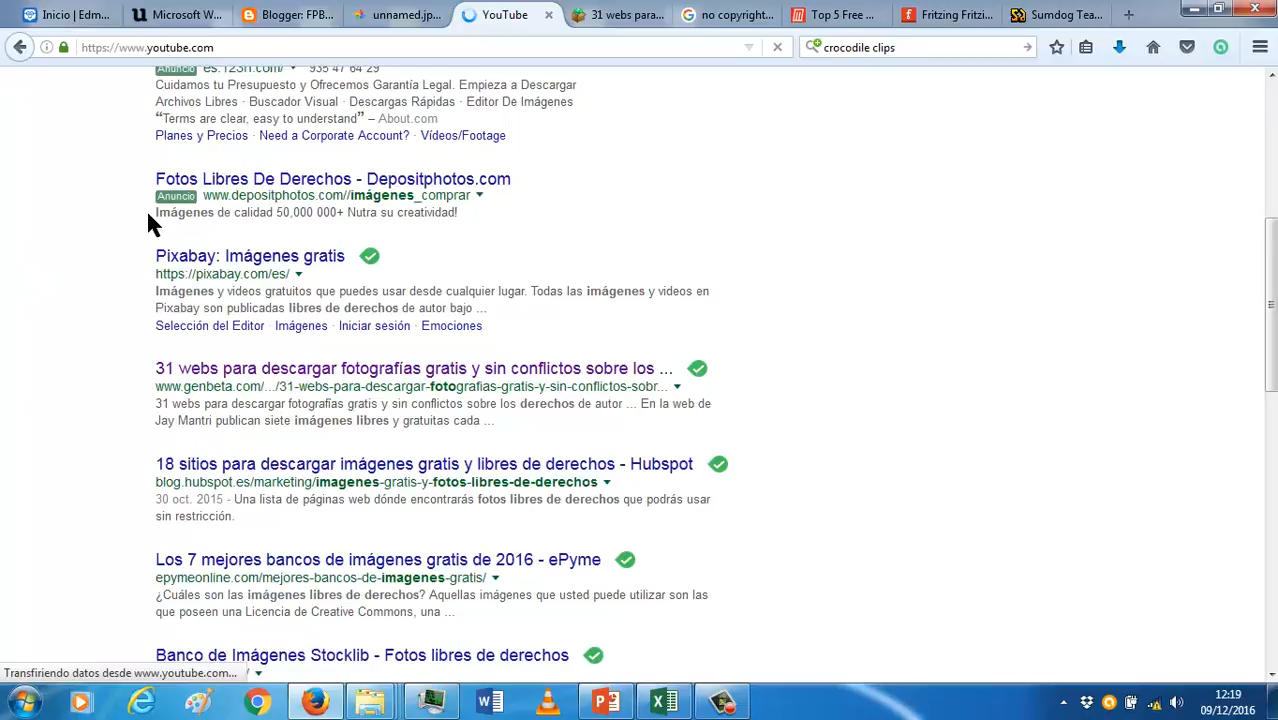 Inicio | Edm...
Microsoft W...
Blogger: FPB...
unnamed.jp...
YouTube
31 webs para...
no copyright...
Top 5 Free ...
Fritzing Fritzin...
Sumdog Tea...
https://www.youtube.com
crocodile clips
Anuncio es.123rf.com/ 935 47 64 29
Cuidamos tu Presupuesto y Ofrecemos Garantía Legal. Empieza a Descargar
Archivos Libres · Buscador Visual · Descargas Rápidas · Editor De Imágenes
“Terms are clear, easy to understand” – About.com
Planes y Precios · Need a Corporate Account? · Vídeos/Footage
Fotos Libres De Derechos - Depositphotos.com
Anuncio www.depositphotos.com//imágenes_comprar
Imágenes de calidad 50,000 000+ Nutra su creatividad!
Pixabay: Imágenes gratis
https://pixabay.com/es/
Imágenes y videos gratuitos que puedes usar desde cualquier lugar. Todas las imágenes y videos en
Pixabay son publicadas libres de derechos de autor bajo ...
Selección del Editor · Imágenes · Iniciar sesión · Emociones
31 webs para descargar fotografías gratis y sin conflictos sobre los ...
www.genbeta.com/.../31-webs-para-descargar-fotografias-gratis-y-sin-conflictos-sobr...
31 webs para descargar fotografías gratis y sin conflictos sobre los derechos de autor ... En la web de
Jay Mantri publican siete imágenes libres y gratuitas cada ...
18 sitios para descargar imágenes gratis y libres de derechos - Hubspot
blog.hubspot.es/marketing/imagenes-gratis-y-fotos-libres-de-derechos
30 oct. 2015 - Una lista de páginas web dónde encontrarás fotos libres de derechos que podrás usar
sin restricción.
Los 7 mejores bancos de imágenes gratis de 2016 - ePyme
epymeonline.com/mejores-bancos-de-imagenes-gratis/
¿Cuáles son las imágenes libres de derechos? Aquellas imágenes que usted puede utilizar son las
que poseen una Licencia de Creative Commons, una ...
Banco de Imágenes Stocklib - Fotos libres de derechos
Transfiriendo datos desde www.youtube.com... /
12:19
09/12/2016